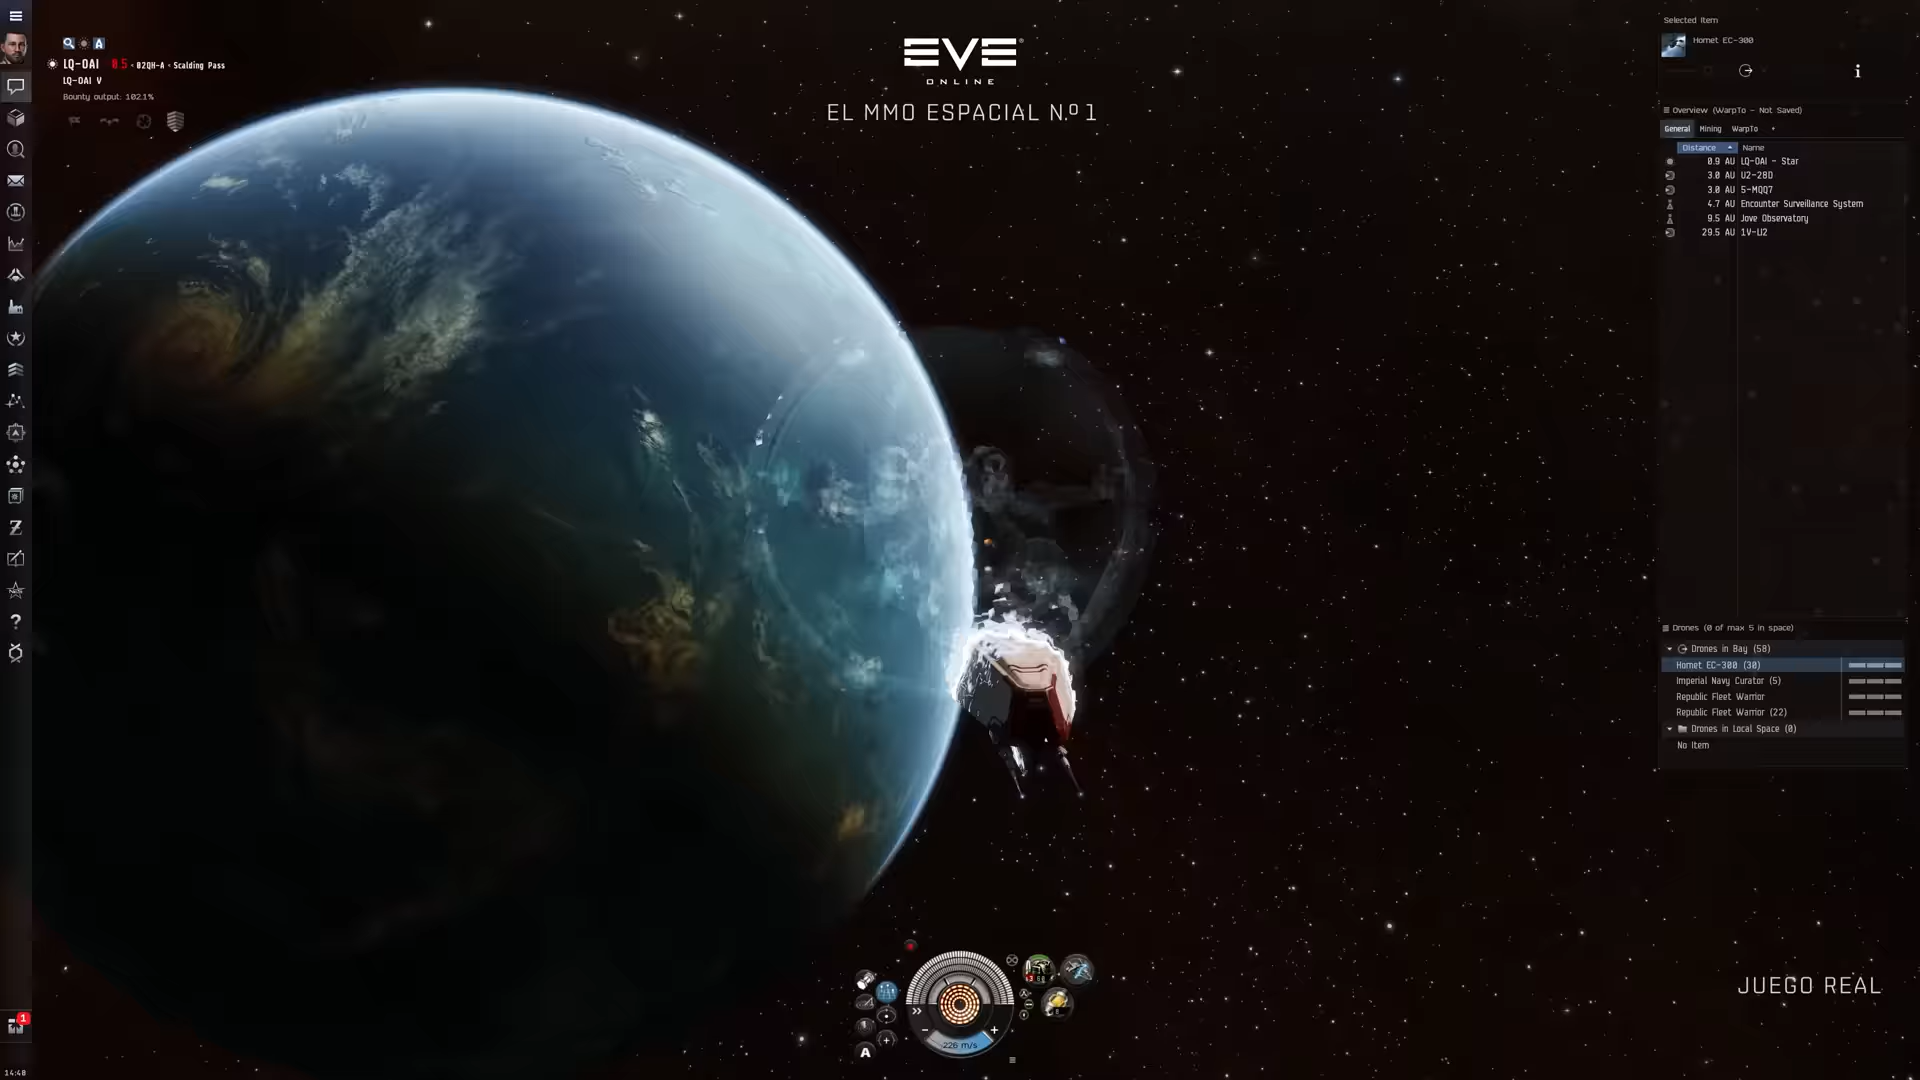 LQ-OAI 0.5 · 02QH-A · Scalding Pass
LQ-OAI V
Bounty output: 102.1%
EVE
ONLINE
EL MMO ESPACIAL N.º 1
Selected Item
Hornet EC-300
Overview (WarpTo - Not Saved)
General Mining WarpTo +
Distance Name
0.9 AU LQ-OAI - Star
3.0 AU U2-28D
3.0 AU 5-MQQ7
4.7 AU Encounter Surveillance System
9.5 AU Jove Observatory
29.5 AU 1V-LI2
Drones (0 of max 5 in space)
Drones in Bay (58)
Hornet EC-300 (30)
Imperial Navy Curator (5)
Republic Fleet Warrior
Republic Fleet Warrior (22)
Drones in Local Space (0)
No Item
JUEGO REAL
226 m/s
A
1
14:48